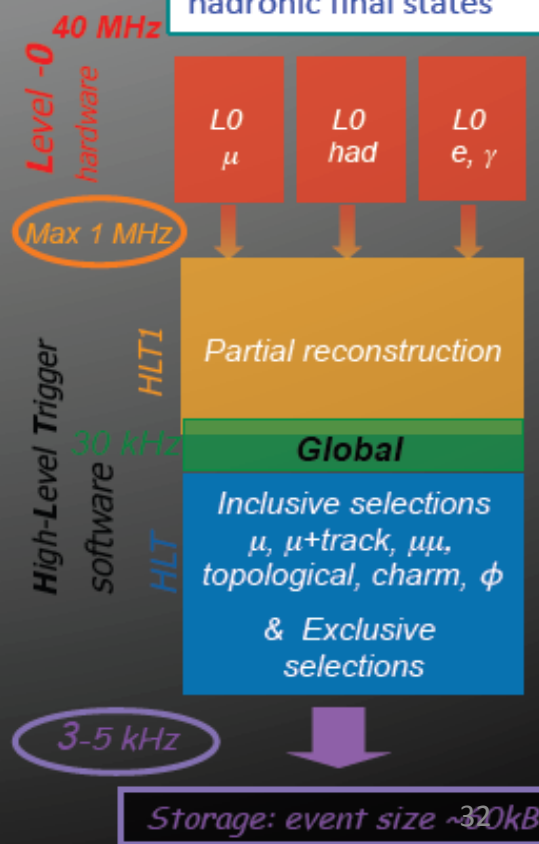 hadronic final states
40 MHz
Level -0
hardware
L0
μ
L0
had
L0
e, γ
Max 1 MHz
HLT1
Partial reconstruction
High-Level Trigger
software
30 kHz
Global
HLT
Inclusive selections
μ, μ+track, μμ,
topological, charm, ϕ
& Exclusive
selections
3-5 kHz
Storage: event size
32